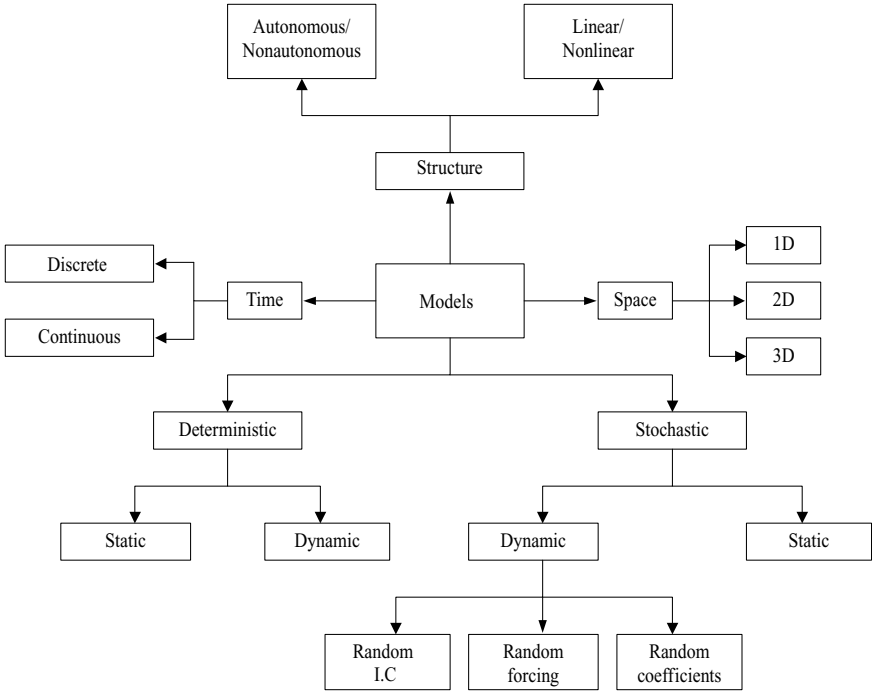 Autonomous/
Nonautonomous
Linear/
Nonlinear
Structure
Discrete
Continuous
Time
Models
Space
1D
2D
3D
Deterministic
Stochastic
Static
Dynamic
Dynamic
Static
Random
I.C
Random
forcing
Random
coefficients